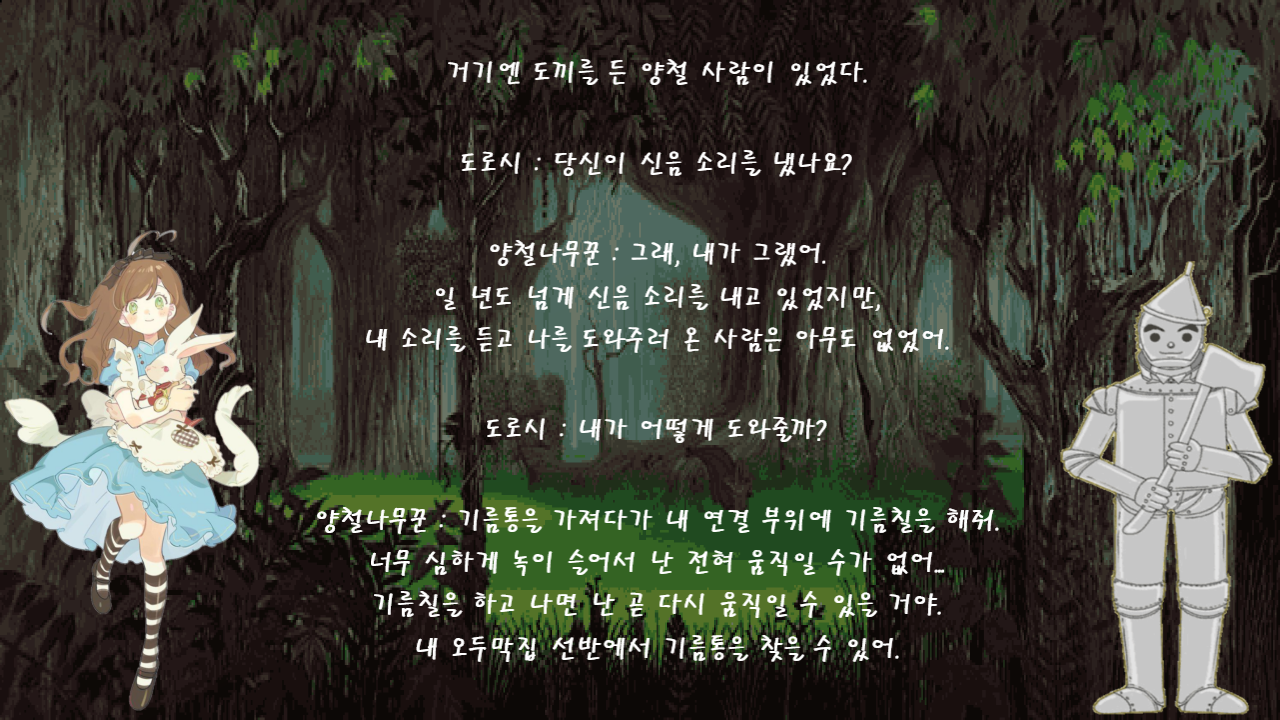 거기엔 도끼를 든 양철 사람이 있었다.
도로시 : 당신이 신음 소리를 냈나요?
양철나무꾼 : 그래, 내가 그랬어.
일 년도 넘게 신음 소리를 내고 있었지만,
내 소리를 듣고 나를 도와주러 온 사람은 아무도 없었어.
도로시 : 내가 어떻게 도와줄까?
양철나무꾼 : 기름통을 가져다가 내 연결 부위에 기름칠을 해줘.
너무 심하게 녹이 슬어서 난 전혀 움직일 수가 없어...
기름칠을 하고 나면 난 곧 다시 움직일 수 있을 거야.
내 오두막집 선반에서 기름통을 찾을 수 있어.